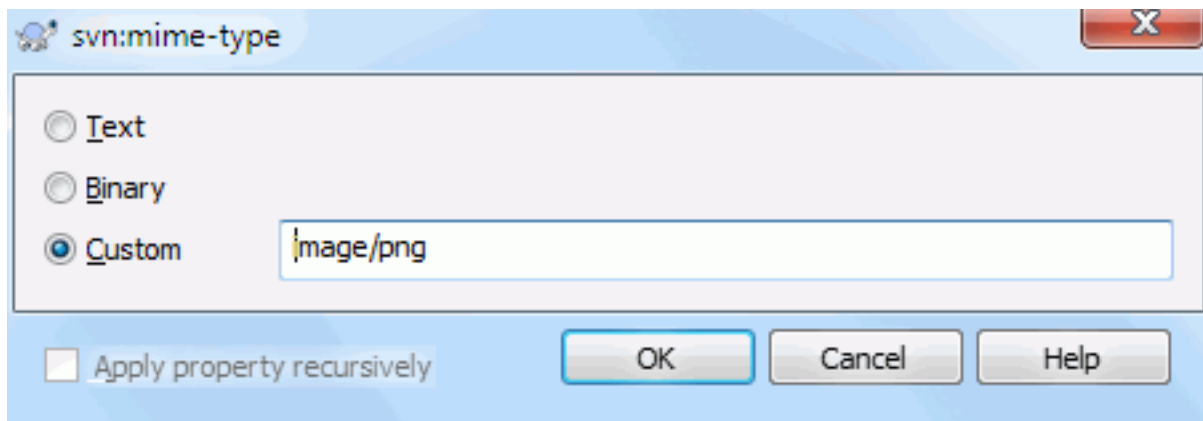 svn:mime-type
Text
Binary
Custom image/png
Apply property recursively OK Cancel Help